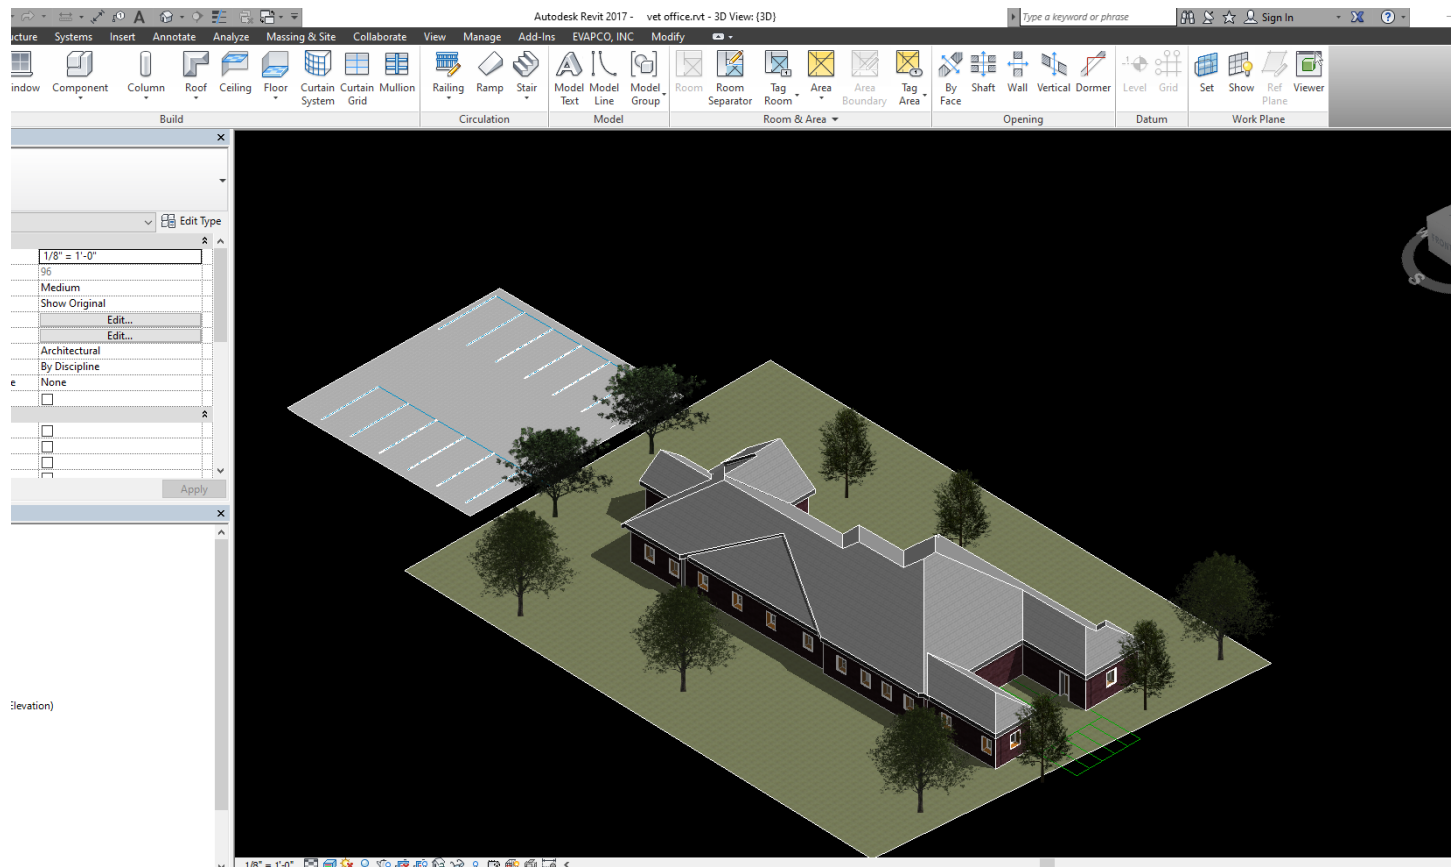 Autodesk Revit 2017 - vet office.rvt - 3D View: {3D}
Type a keyword or phrase
Sign In
Systems Insert Annotate Analyze Massing & Site Collaborate View Manage Add-Ins EVAPCO, INC Modify
Component Column Roof Ceiling Floor Curtain System Curtain Grid Mullion Railing Ramp Stair Model Text Model Line Model Group Room Room Separator Tag Room Area Area Boundary Tag Area By Face Shaft Wall Vertical Dormer Level Grid Set Show Ref Plane Viewer
Build Circulation Model Room & Area Opening Datum Work Plane
Edit Type
1/8" = 1'-0"
96
Medium
Show Original
Edit...
Edit...
Architectural
By Discipline
None
Apply
Elevation)
S
1/8" = 1'-0"